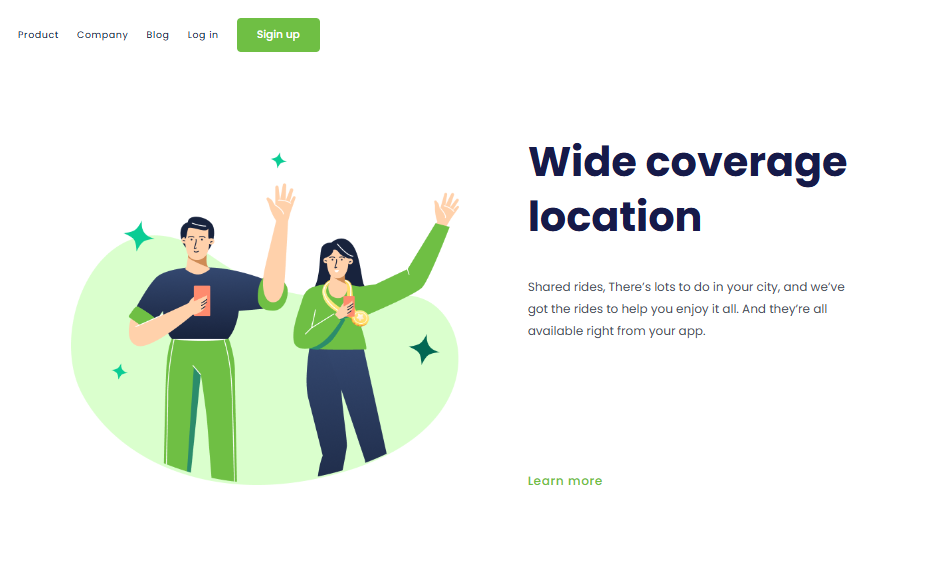 Product Company Blog Log in Sigin up
Wide coverage
location
Shared rides, There's lots to do in your city, and we've
got the rides to help you enjoy it all. And they're all
available right from your app.
Learn more